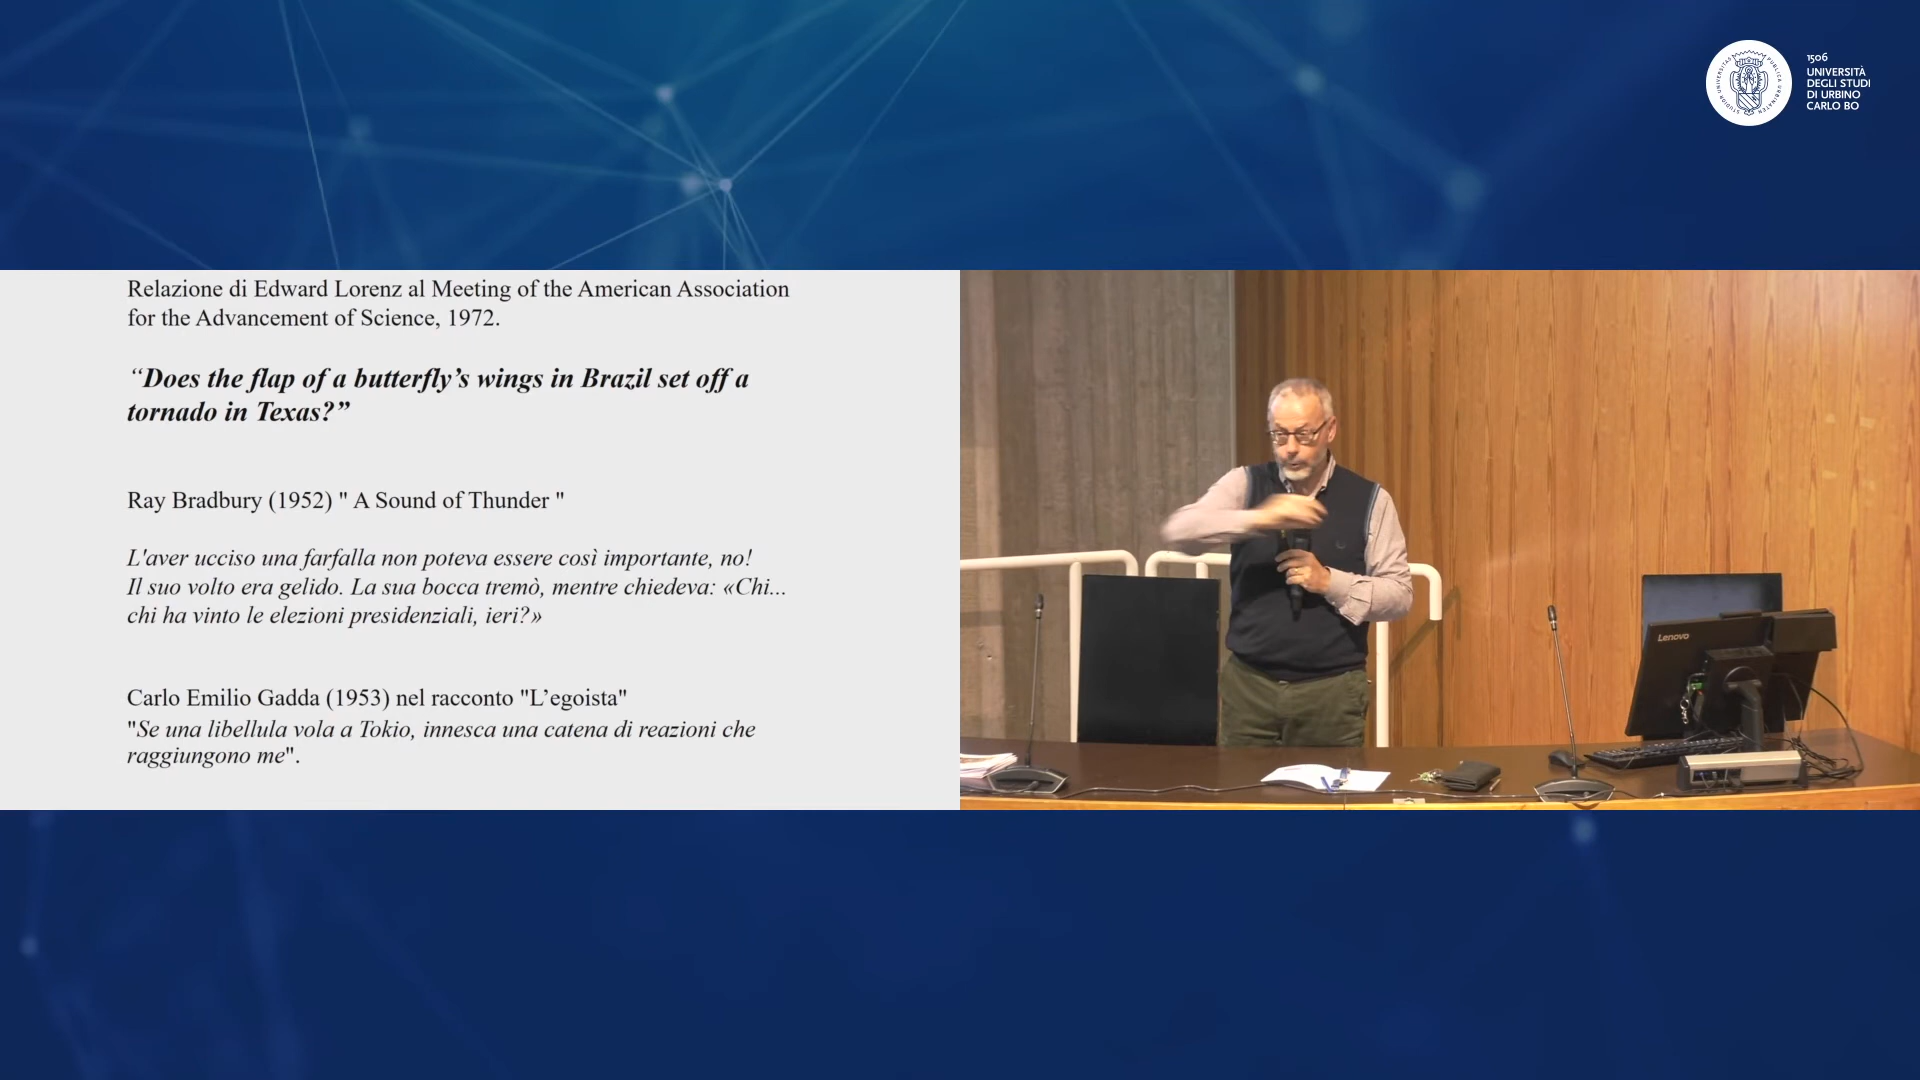 1506
UNIVERSITÀ
DEGLI STUDI
DI URBINO
CARLO BO
Relazione di Edward Lorenz al Meeting of the American Association
for the Advancement of Science, 1972.
“Does the flap of a butterfly’s wings in Brazil set off a
tornado in Texas?”
Ray Bradbury (1952) " A Sound of Thunder "
L'aver ucciso una farfalla non poteva essere così importante, no!
Il suo volto era gelido. La sua bocca tremò, mentre chiedeva: «Chi...
chi ha vinto le elezioni presidenziali, ieri?»
Carlo Emilio Gadda (1953) nel racconto "L’egoista"
"Se una libellula vola a Tokio, innesca una catena di reazioni che
raggiungono me".
Lenovo